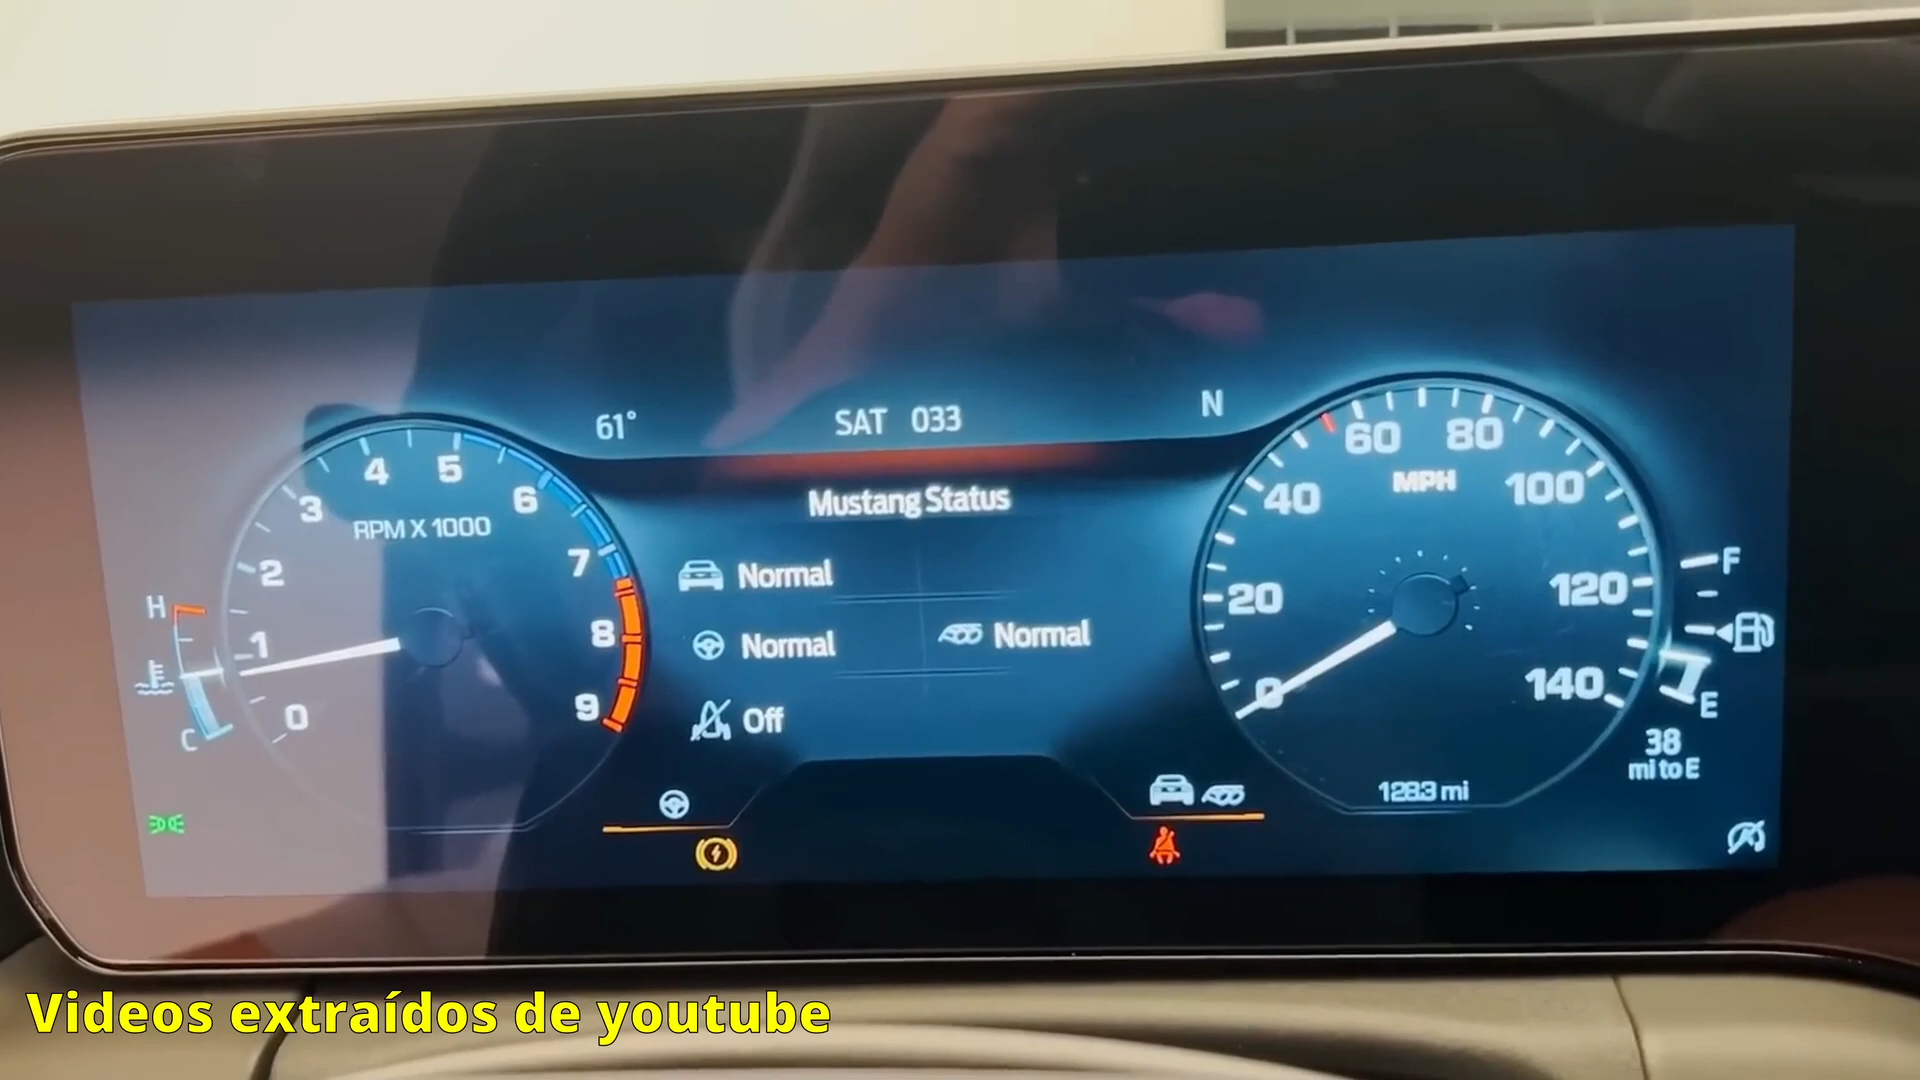 61° SAT 033 N
Mustang Status
Normal
Normal Normal
Off
4 5
3 6
RPM X 1000
2 7
1 8
0 9
H
C
60 80
MPH
40 100
20 120
0 140
F
E
38
mi to E
128.3 mi
Videos extraídos de youtube